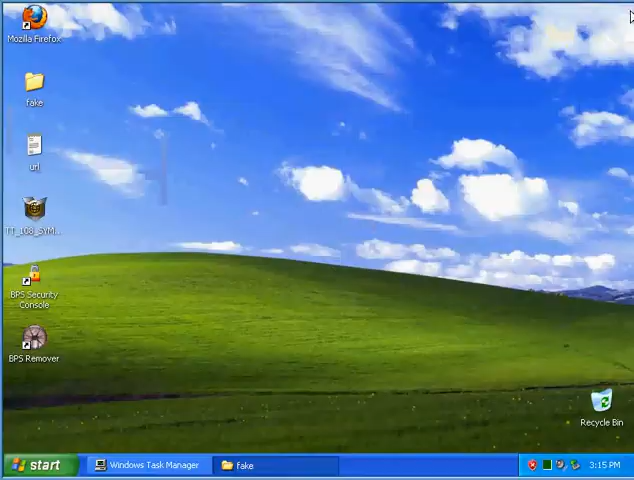 Mozilla Firefox
fake
url
TT_108_SYM...
BPS Security
Console
BPS Remover
Recycle Bin
start
Windows Task Manager
fake
3:15 PM